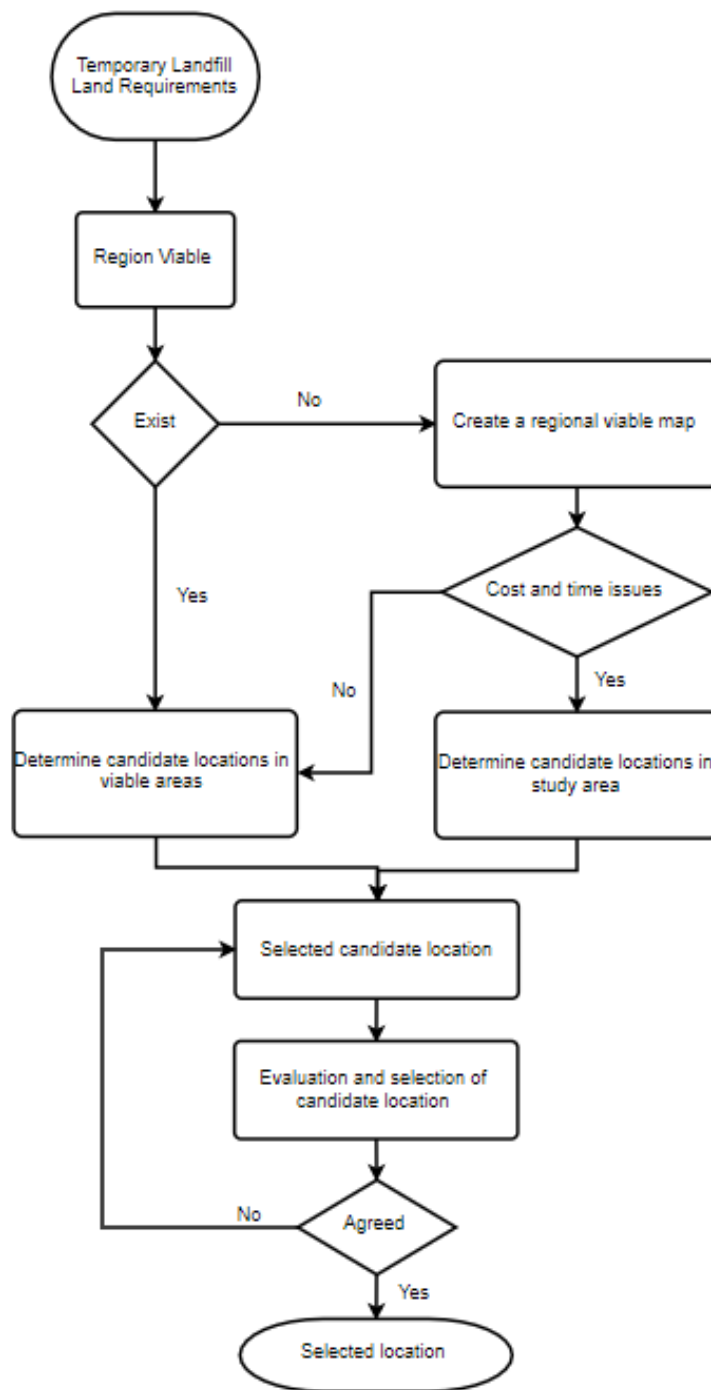 Temporary Landfill
Land Requirements
Region Viable
Exist
No
Create a regional viable map
Yes
Cost and time issues
No
Yes
Determine candidate locations in
viable areas
Determine candidate locations in
study area
Selected candidate location
Evaluation and selection of
candidate location
No
Agreed
Yes
Selected location